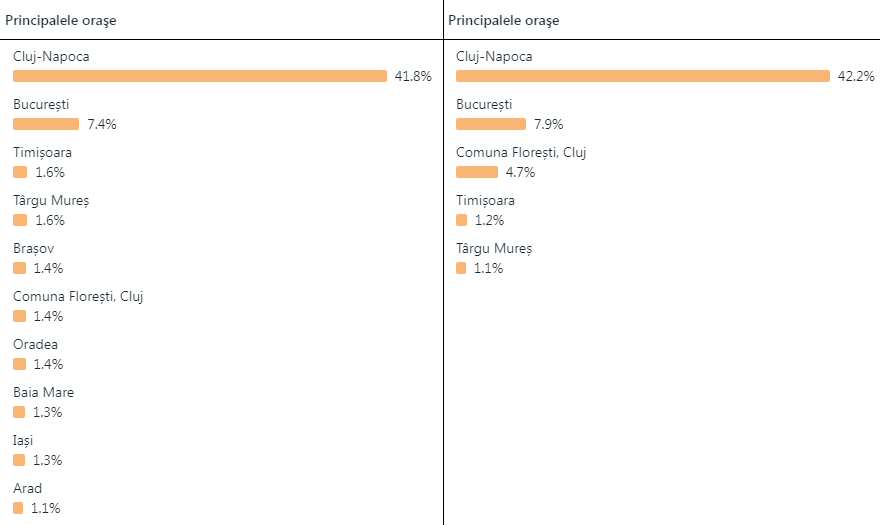 Principalele orașe
Cluj-Napoca
41.8%
București
7.4%
Timișoara
1.6%
Târgu Mureș
1.6%
Brașov
1.4%
Comuna Florești, Cluj
1.4%
Oradea
1.4%
Baia Mare
1.3%
Iași
1.3%
Arad
1.1%
Principalele orașe
Cluj-Napoca
42.2%
București
7.9%
Comuna Florești, Cluj
4.7%
Timișoara
1.2%
Târgu Mureș
1.1%